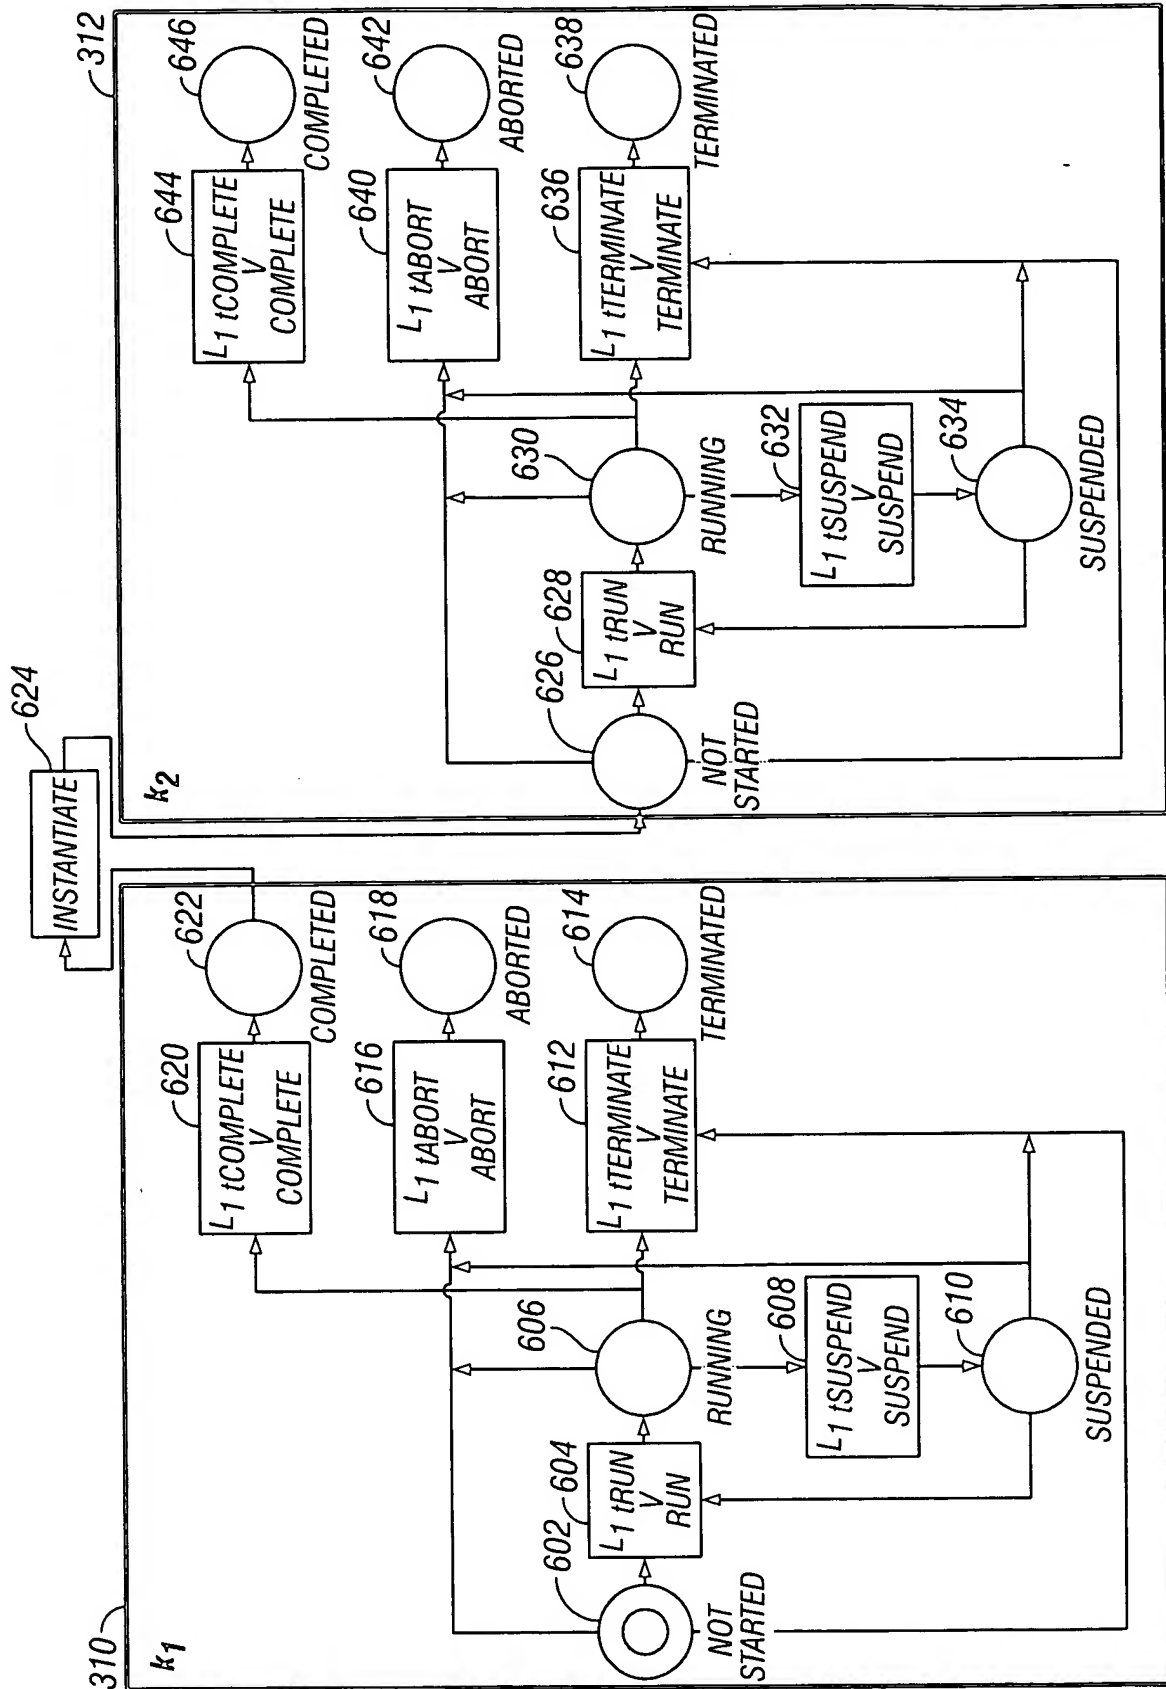 310
k1
602
NOT
STARTED
604
L1 tRUN
V
RUN
606
RUNNING
608
L1 tSUSPEND
V
SUSPEND
610
SUSPENDED
612
L1 tTERMINATE
V
TERMINATE
614
TERMINATED
616
L1 tABORT
V
ABORT
618
ABORTED
620
L1 tCOMPLETE
V
COMPLETE
622
COMPLETED
624
INSTANTIATE
312
k2
626
NOT
STARTED
628
L1 tRUN
V
RUN
630
RUNNING
632
L1 tSUSPEND
V
SUSPEND
634
SUSPENDED
636
L1 tTERMINATE
V
TERMINATE
638
TERMINATED
640
L1 tABORT
V
ABORT
642
ABORTED
644
L1 tCOMPLETE
V
COMPLETE
646
COMPLETED